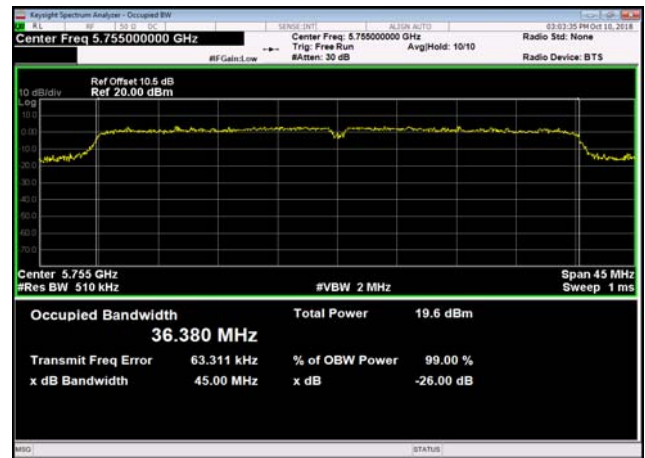 Keysight Spectrum Analyzer - Occupied BW
RL RF 50 Ω DC SENSE:INT ALIGN AUTO 03:03:35 PM Oct 10, 2018
Center Freq 5.755000000 GHz Center Freq: 5.755000000 GHz Radio Std: None
Trig: Free Run Avg|Hold: 10/10
#IFGain:Low #Atten: 30 dB Radio Device: BTS
Ref Offset 10.5 dB
10 dB/div Ref 20.00 dBm
Log
10.0
0.00
-10.0
-20.0
-30.0
-40.0
-50.0
-60.0
-70.0
Center 5.755 GHz Span 45 MHz
#Res BW 510 kHz #VBW 2 MHz Sweep 1 ms
Occupied Bandwidth Total Power 19.6 dBm
36.380 MHz
Transmit Freq Error 63.311 kHz % of OBW Power 99.00 %
x dB Bandwidth 45.00 MHz x dB -26.00 dB
MSG STATUS